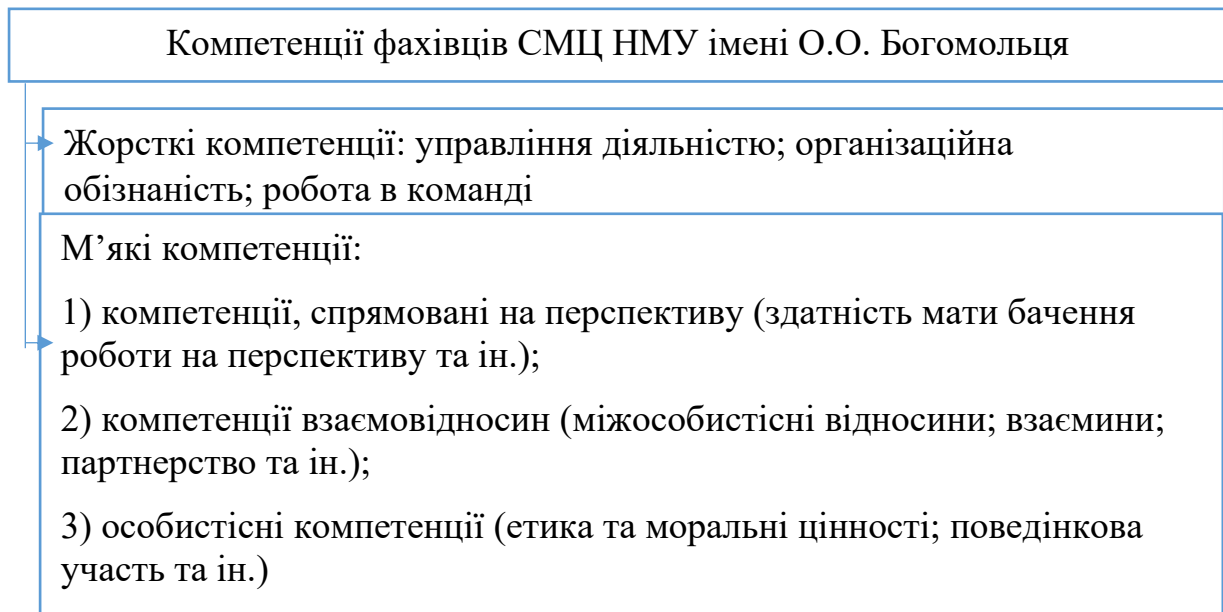 Компетенції фахівців СМЦ НМУ імені О.О. Богомольця
Жорсткі компетенції: управління діяльністю; організаційна
обізнаність; робота в команді
М’які компетенції:
1) компетенції, спрямовані на перспективу (здатність мати бачення
роботи на перспективу та ін.);
2) компетенції взаємовідносин (міжособистісні відносини; взаємини;
партнерство та ін.);
3) особистісні компетенції (етика та моральні цінності; поведінкова
участь та ін.)